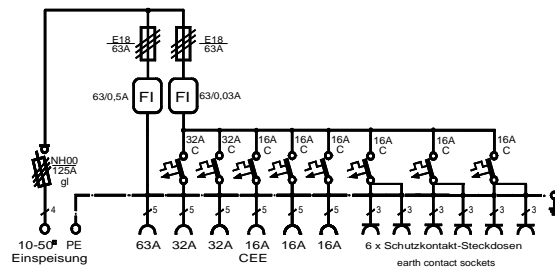 E18
63A
E18
63A
63/0,5A
FI
FI
63/0,03A
32A
C
32A
C
16A
C
16A
C
16A
C
16A
C
16A
C
16A
C
NH00
125A
gl
4
5
5
5
5
5
5
3
3
3
3
3
3
10-50 PE
Einspeisung
63A
32A
32A
16A
16A
16A
CEE
6 x Schutzkontakt-Steckdosen
earth contact sockets